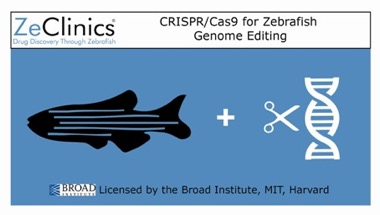 ZeClinics®
Drug Discovery Through Zebrafish
CRISPR/Cas9 for Zebrafish
Genome Editing
+
BROAD
INSTITUTE
Licensed by the Broad Institute, MIT, Harvard